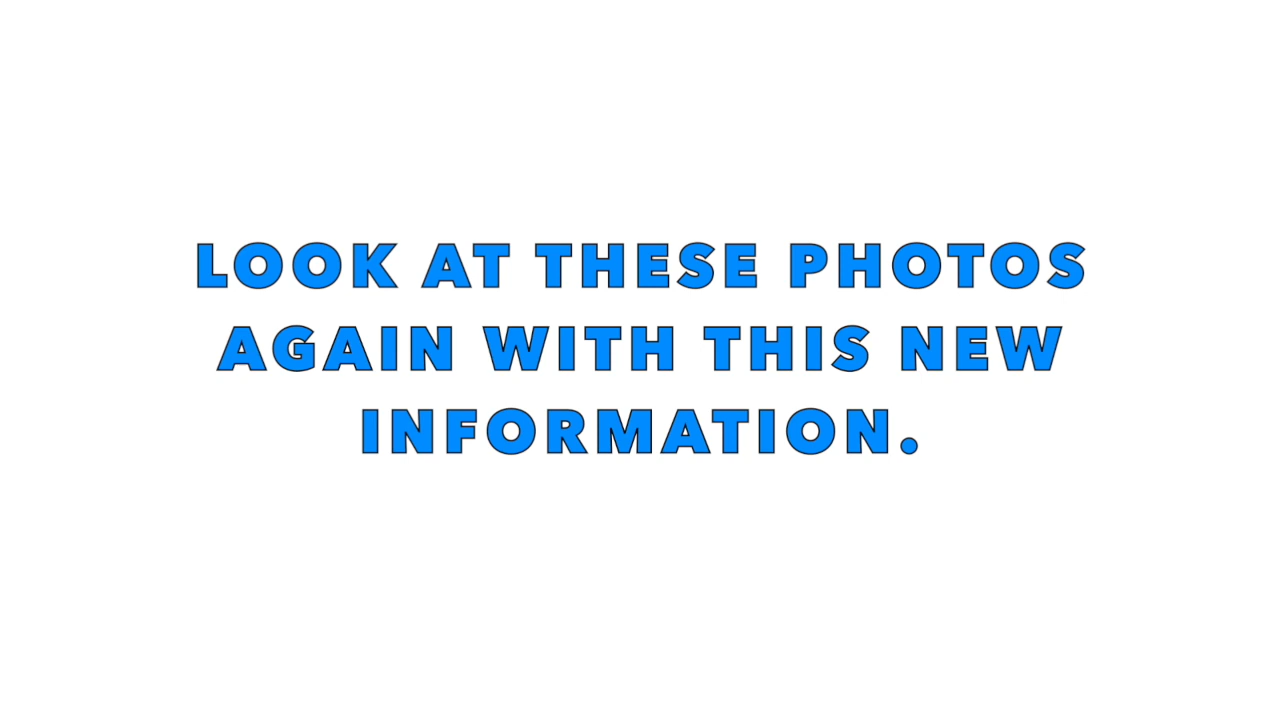 LOOK AT THESE PHOTOS
AGAIN WITH THIS NEW
INFORMATION.